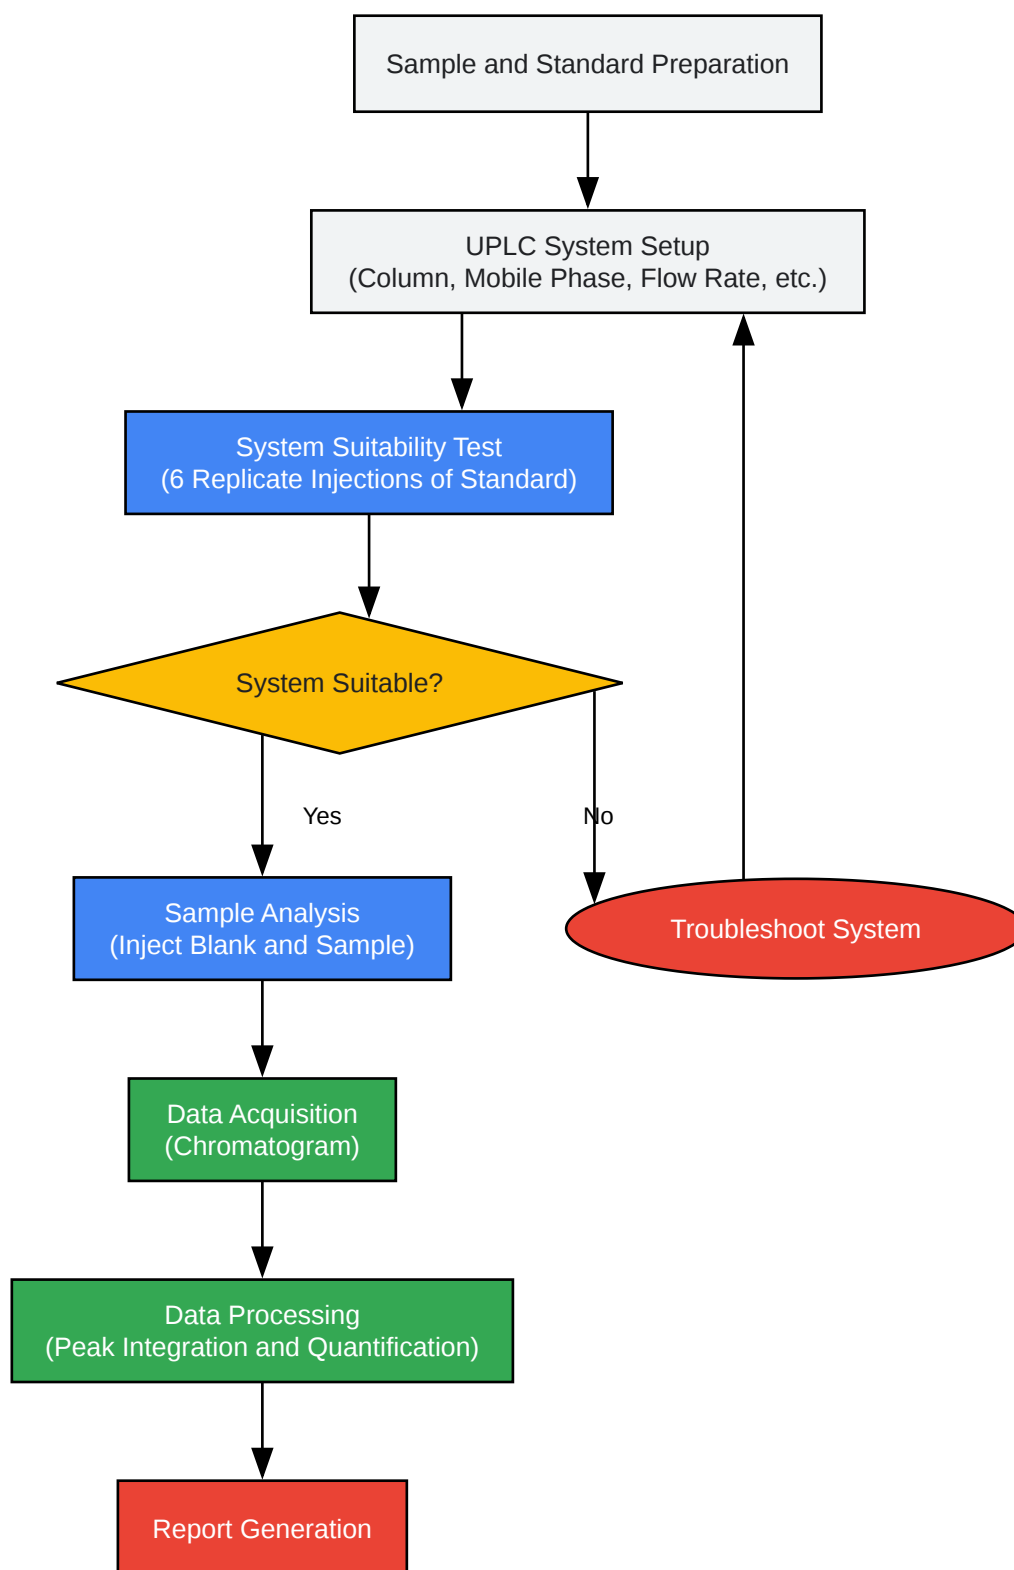 Sample and Standard Preparation
UPLC System Setup
(Column, Mobile Phase, Flow Rate, etc.)
System Suitability Test
(6 Replicate Injections of Standard)
System Suitable?
Yes
No
Sample Analysis
(Inject Blank and Sample)
Troubleshoot System
Data Acquisition
(Chromatogram)
Data Processing
(Peak Integration and Quantification)
Report Generation